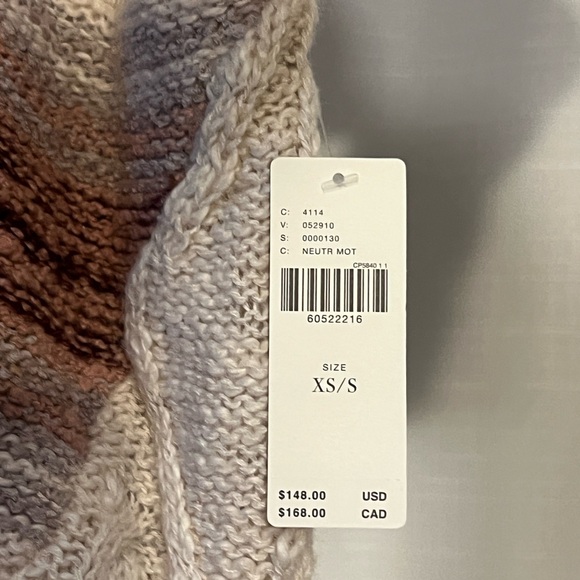 C: 4114
V: 052910
S: 0000130
C: NEUTR MOT
CP5840 1 1
60522216
SIZE
XS/S
$148.00 USD
$168.00 CAD